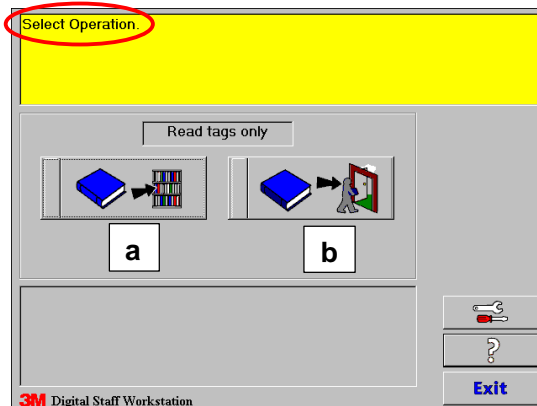 Select Operation.
Read tags only
a
b
?
Exit
3M Digital Staff Workstation